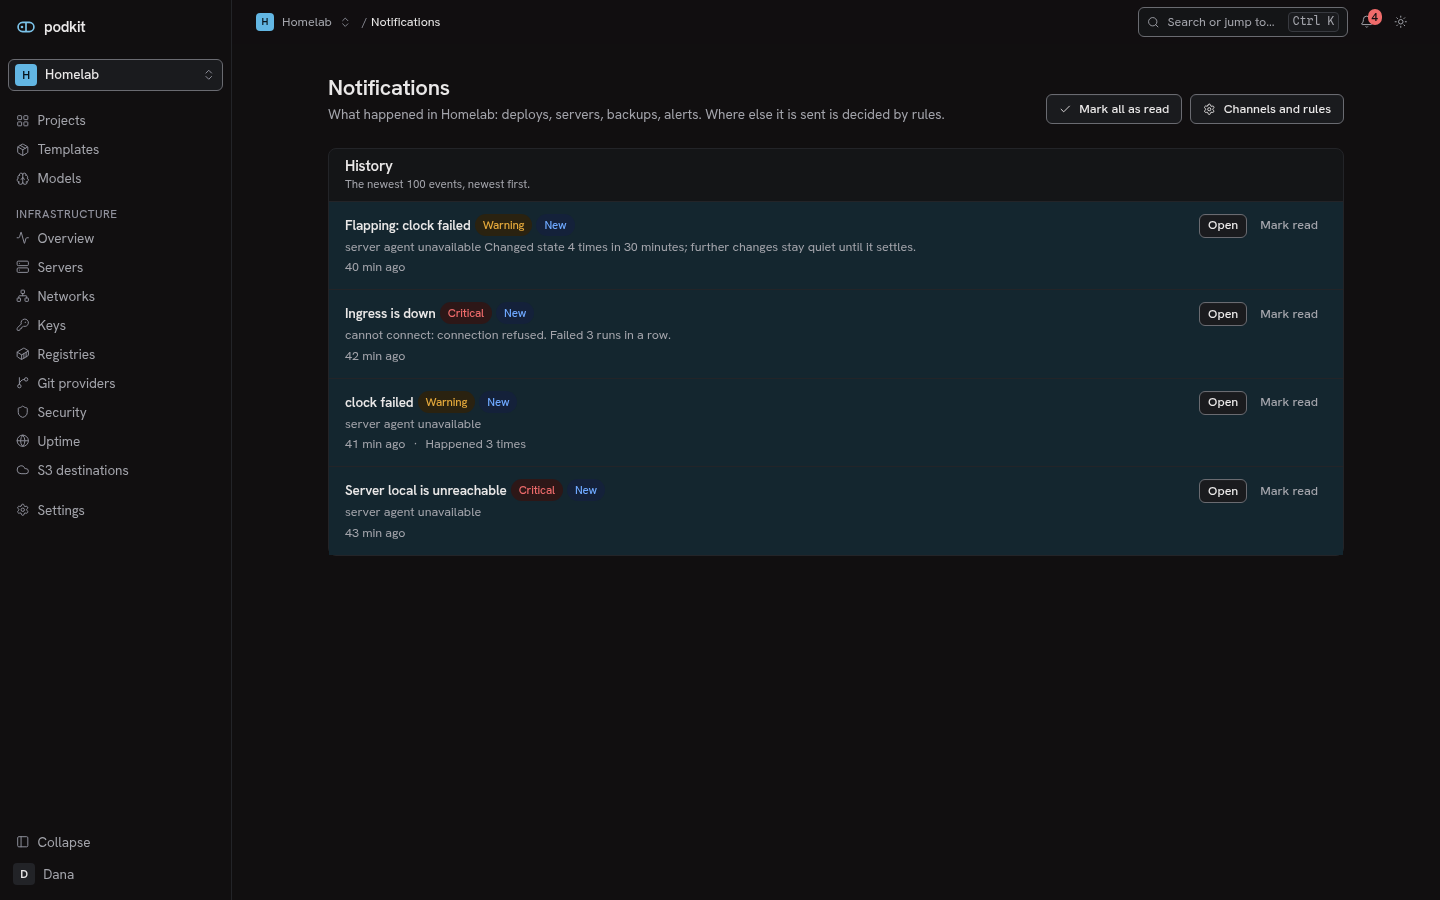 podkit
H Homelab
Projects
Templates
Models
INFRASTRUCTURE
Overview
Servers
Networks
Keys
Registries
Git providers
Security
Uptime
S3 destinations
Settings
Collapse
D Dana
H Homelab / Notifications
Search or jump to... Ctrl K
4
Notifications
What happened in Homelab: deploys, servers, backups, alerts. Where else it is sent is decided by rules.
Mark all as read
Channels and rules
History
The newest 100 events, newest first.
Flapping: clock failed Warning New
Open Mark read
server agent unavailable Changed state 4 times in 30 minutes; further changes stay quiet until it settles.
40 min ago
Ingress is down Critical New
Open Mark read
cannot connect: connection refused. Failed 3 runs in a row.
42 min ago
clock failed Warning New
Open Mark read
server agent unavailable
41 min ago · Happened 3 times
Server local is unreachable Critical New
Open Mark read
server agent unavailable
43 min ago